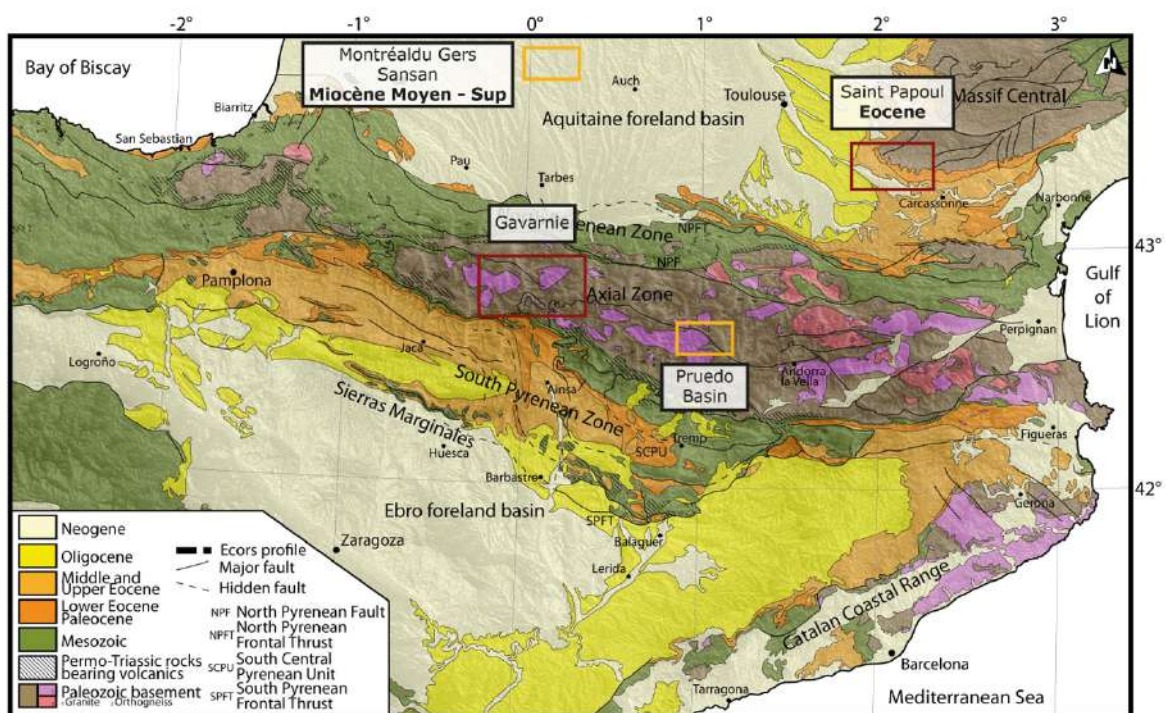 -2°
-1°
0°
1°
2°
3°
Bay of Biscay
Montréaldu Gers
Sansan
Miocène Moyen - Sup
Auch
Toulouse
Saint Papoul
Eocene
Massif Central
N
Biarritz
San Sebastian
Aquitaine foreland basin
Pau
Tarbes
Carcassonne
Narbonne
Gavarnie
enean Zone
NPFT
NPF
43°
Pamplona
Axial Zone
Gulf
of
Lion
Perpignan
Logroño
Jaca
Ainsa
Andorra
la Vella
Pruedo
Basin
South Pyrenean Zone
Sierras Marginales
SCPU
Tremp
Figueras
Huesca
Barbastro
42°
Gerona
Ebro foreland basin
SPFT
Zaragoza
Balaguer
Lerida
Catalan Coastal Range
Barcelona
Tarragona
Mediterranean Sea
Neogene
Oligocene
Middle and
Upper Eocene
Lower Eocene
Paleocene
Mesozoic
Permo-Triassic rocks
bearing volcanics
Paleozoic basement
Granite
Orthogneiss
Ecors profile
Major fault
Hidden fault
NPF North Pyrenean Fault
NPFT North Pyrenean
Frontal Thrust
SCPU South Central
Pyrenean Unit
SPFT South Pyrenean
Frontal Thrust